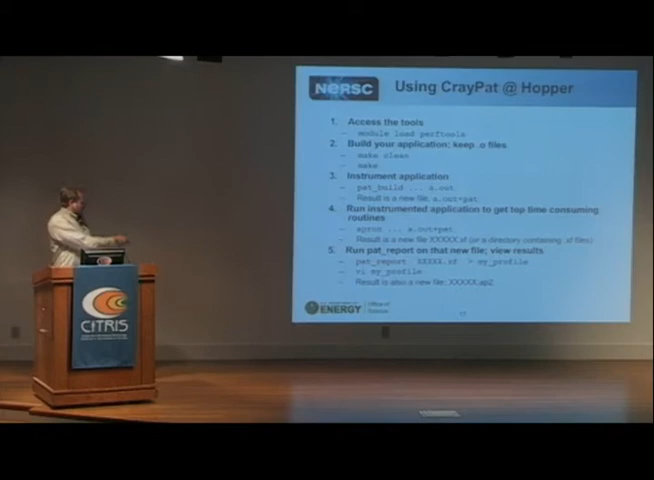 NERSC
Using CrayPat @ Hopper
1. Access the tools
– module load perftools
2. Build your application; keep .o files
– make clean
– make
3. Instrument application
– pat_build ... a.out
– Result is a new file, a.out+pat
4. Run instrumented application to get top time consuming
routines
– aprun ... a.out+pat
– Result is a new file XXXXX.xf (or a directory containing .xf files)
5. Run pat_report on that new file; view results
– pat_report XXXXX.xf > my_profile
– vi my_profile
– Result is also a new file; XXXXX.ap2
ENERGY
Office of
Science
CITRIS